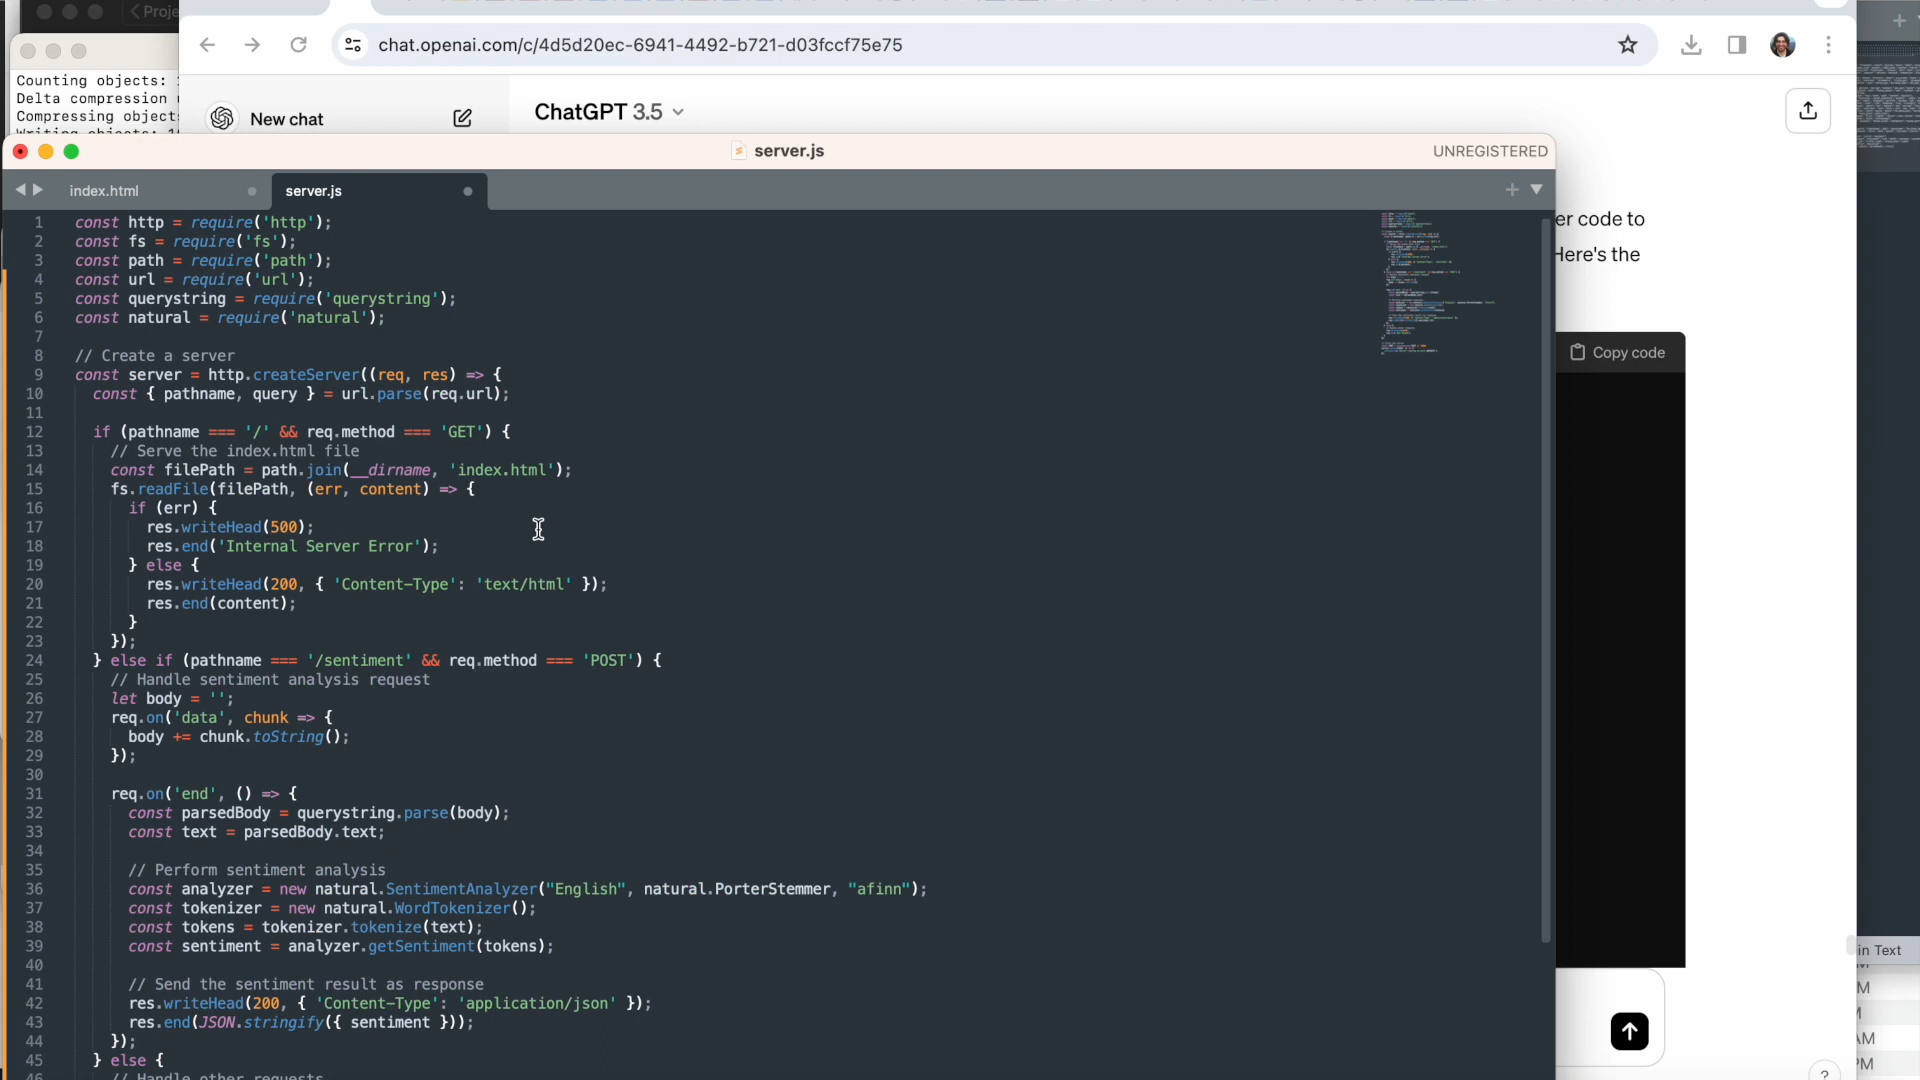 Proje
chat.openai.com/c/4d5d20ec-6941-4492-b721-d03fccf75e75
Counting objects:
Delta compression
Compressing object
Writing objects:
New chat
ChatGPT 3.5
server.js
UNREGISTERED
index.html
server.js
er code to
Here's the
Copy code
1 const http = require('http');
2 const fs = require('fs');
3 const path = require('path');
4 const url = require('url');
5 const querystring = require('querystring');
6 const natural = require('natural');
7
8 // Create a server
9 const server = http.createServer((req, res) => {
10 const { pathname, query } = url.parse(req.url);
11
12 if (pathname === '/' && req.method === 'GET') {
13 // Serve the index.html file
14 const filePath = path.join(__dirname, 'index.html');
15 fs.readFile(filePath, (err, content) => {
16 if (err) {
17 res.writeHead(500);
18 res.end('Internal Server Error');
19 } else {
20 res.writeHead(200, { 'Content-Type': 'text/html' });
21 res.end(content);
22 }
23 });
24 } else if (pathname === '/sentiment' && req.method === 'POST') {
25 // Handle sentiment analysis request
26 let body = '';
27 req.on('data', chunk => {
28 body += chunk.toString();
29 });
30
31 req.on('end', () => {
32 const parsedBody = querystring.parse(body);
33 const text = parsedBody.text;
34
35 // Perform sentiment analysis
36 const analyzer = new natural.SentimentAnalyzer("English", natural.PorterStemmer, "afinn");
37 const tokenizer = new natural.WordTokenizer();
38 const tokens = tokenizer.tokenize(text);
39 const sentiment = analyzer.getSentiment(tokens);
40
41 // Send the sentiment result as response
42 res.writeHead(200, { 'Content-Type': 'application/json' });
43 res.end(JSON.stringify({ sentiment }));
44 });
45 } else {
46 // Handle other requests
in Text
M
AM
PM
?